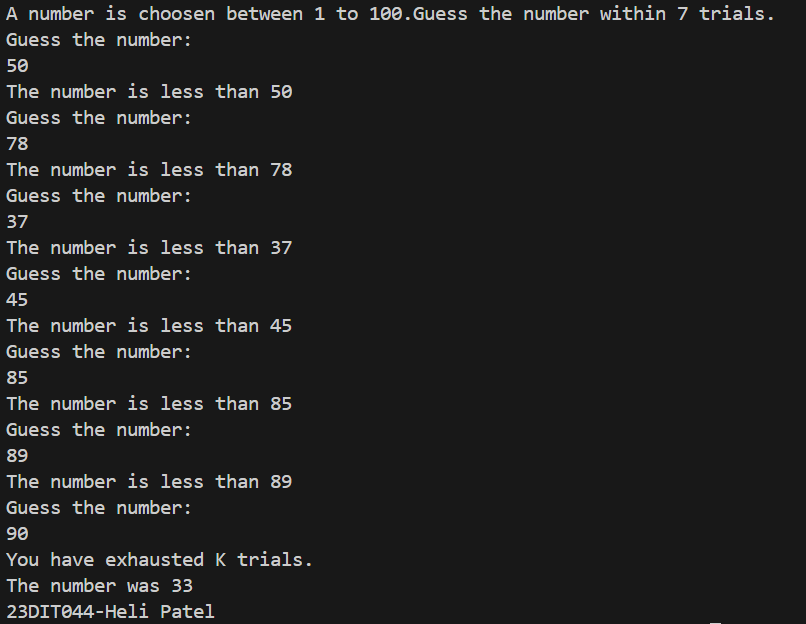 A number is choosen between 1 to 100.Guess the number within 7 trials.
Guess the number:
50
The number is less than 50
Guess the number:
78
The number is less than 78
Guess the number:
37
The number is less than 37
Guess the number:
45
The number is less than 45
Guess the number:
85
The number is less than 85
Guess the number:
89
The number is less than 89
Guess the number:
90
You have exhausted K trials.
The number was 33
23DIT044-Heli Patel